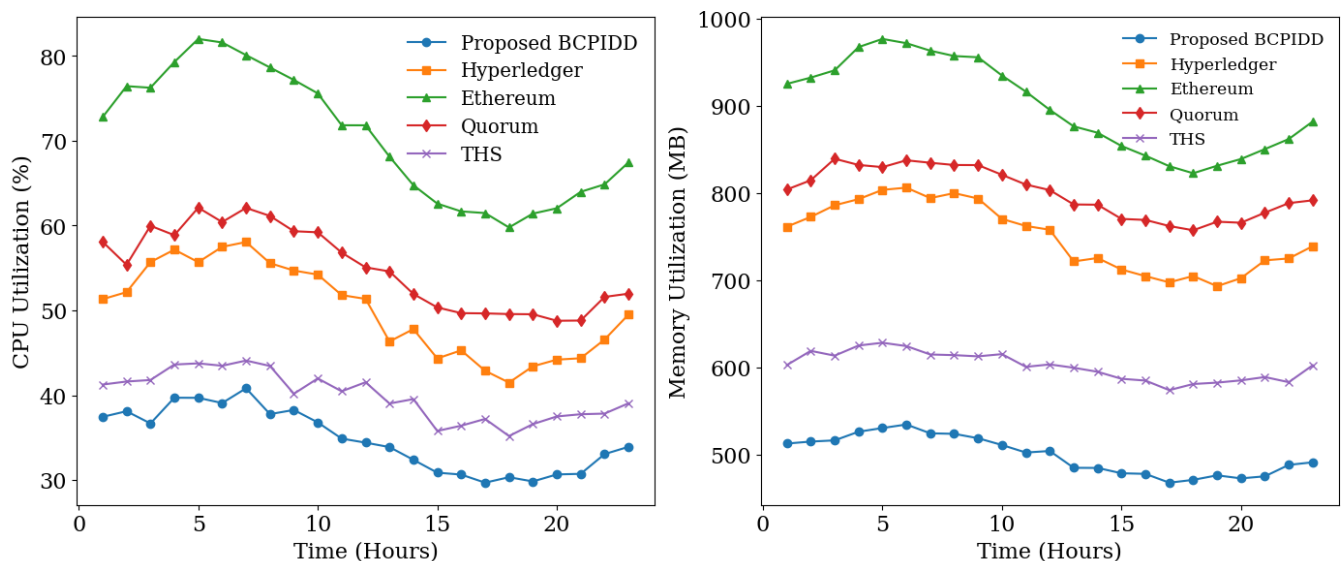 CPU Utilization (%)
80
70
60
50
40
30
Proposed BCPIDD
Hyperledger
Ethereum
Quorum
THS
0
5
10
15
20
Time (Hours)
Memory Utilization (MB)
1000
900
800
700
600
500
Proposed BCPIDD
Hyperledger
Ethereum
Quorum
THS
0
5
10
15
20
Time (Hours)